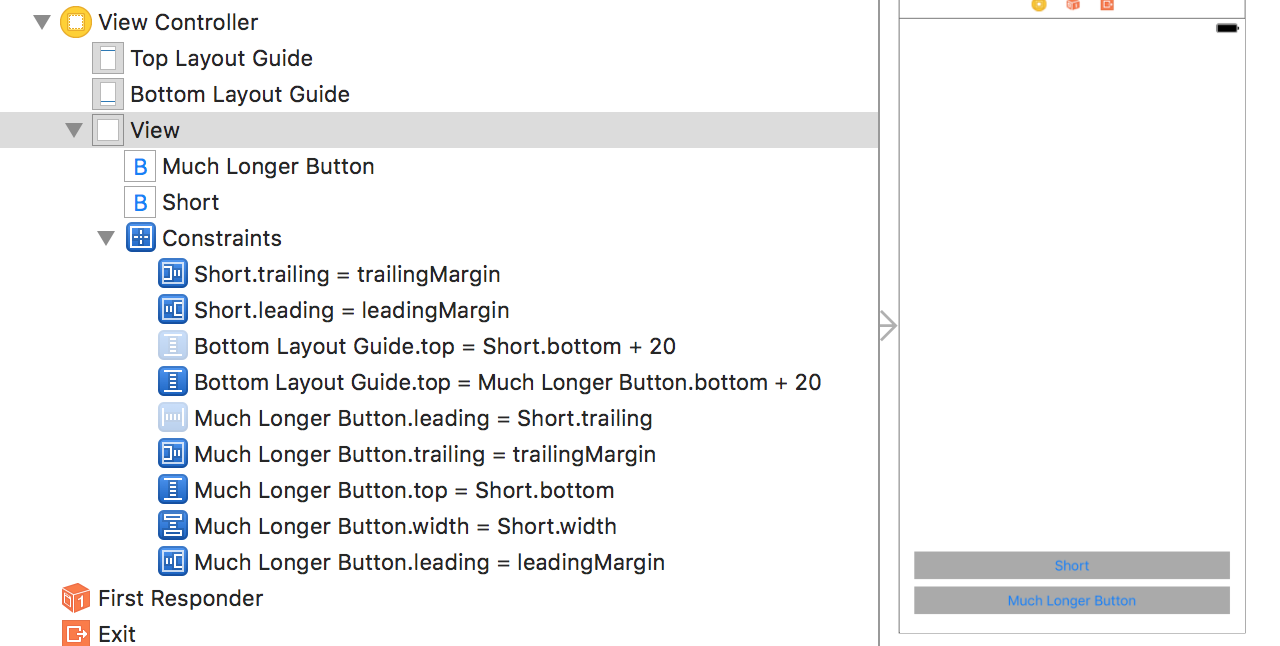 View Controller
Top Layout Guide
Bottom Layout Guide
View
B Much Longer Button
B Short
Constraints
Short.trailing = trailingMargin
Short.leading = leadingMargin
Bottom Layout Guide.top = Short.bottom + 20
Bottom Layout Guide.top = Much Longer Button.bottom + 20
Much Longer Button.leading = Short.trailing
Much Longer Button.trailing = trailingMargin
Much Longer Button.top = Short.bottom
Much Longer Button.width = Short.width
Much Longer Button.leading = leadingMargin
1 First Responder
Exit
Short
Much Longer Button